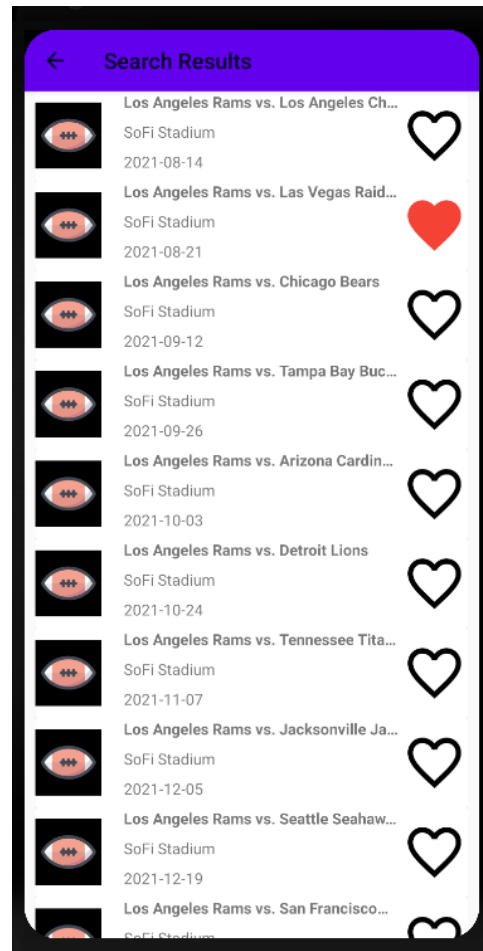 Search Results
Los Angeles Rams vs. Los Angeles Ch...
SoFi Stadium
2021-08-14
Los Angeles Rams vs. Las Vegas Raid...
SoFi Stadium
2021-08-21
Los Angeles Rams vs. Chicago Bears
SoFi Stadium
2021-09-12
Los Angeles Rams vs. Tampa Bay Buc...
SoFi Stadium
2021-09-26
Los Angeles Rams vs. Arizona Cardin...
SoFi Stadium
2021-10-03
Los Angeles Rams vs. Detroit Lions
SoFi Stadium
2021-10-24
Los Angeles Rams vs. Tennessee Tita...
SoFi Stadium
2021-11-07
Los Angeles Rams vs. Jacksonville Ja...
SoFi Stadium
2021-12-05
Los Angeles Rams vs. Seattle Seahaw...
SoFi Stadium
2021-12-19
Los Angeles Rams vs. San Francisco...
SoFi Stadium